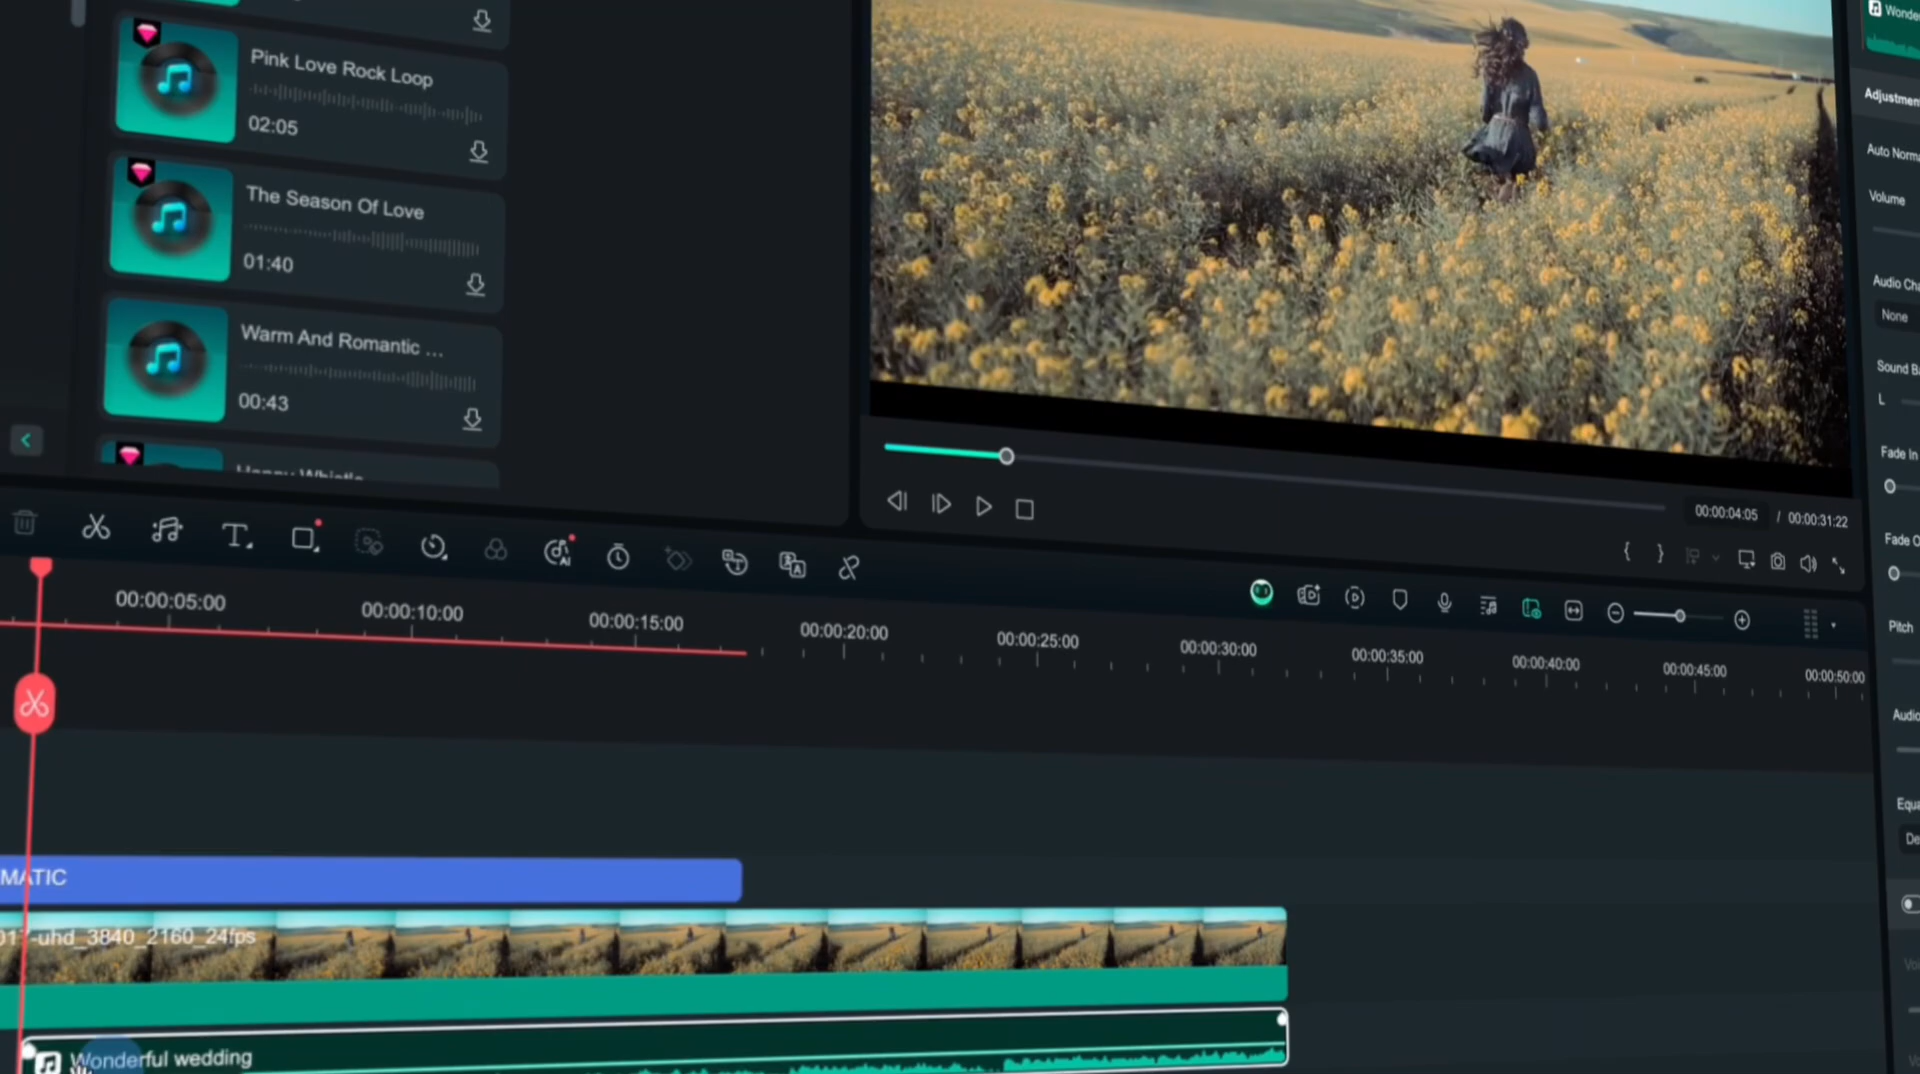 Pink Love Rock Loop
02:05
The Season Of Love
01:40
Warm And Romantic ...
00:43
Happy Whistle
Wonde
Adjustmen
Auto Norma
Volume
Audio Cha
None
Sound Ba
L
Fade In
Fade O
Pitch
Audio
Equa
De
00:00:04:05 / 00:00:31:22
00:00:05:00
00:00:10:00
00:00:15:00
00:00:20:00
00:00:25:00
00:00:30:00
00:00:35:00
00:00:40:00
00:00:45:00
00:00:50:00
MATIC
017-uhd_3840_2160_24fps
Wonderful wedding